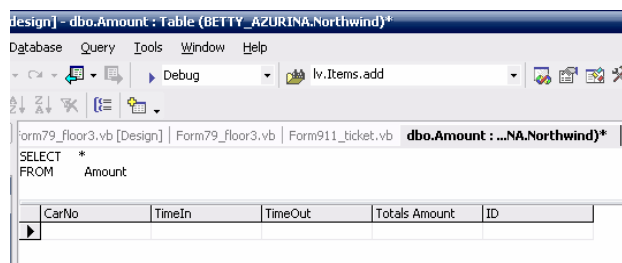 design] - dbo.Amount : Table (BETTY_AZURINA.Northwind)*
Database Query Tools Window Help
Debug lv.Items.add
Form79_floor3.vb [Design] Form79_floor3.vb Form911_ticket.vb dbo.Amount : ...NA.Northwind)*
SELECT *
FROM Amount
CarNo TimeIn TimeOut Totals Amount ID